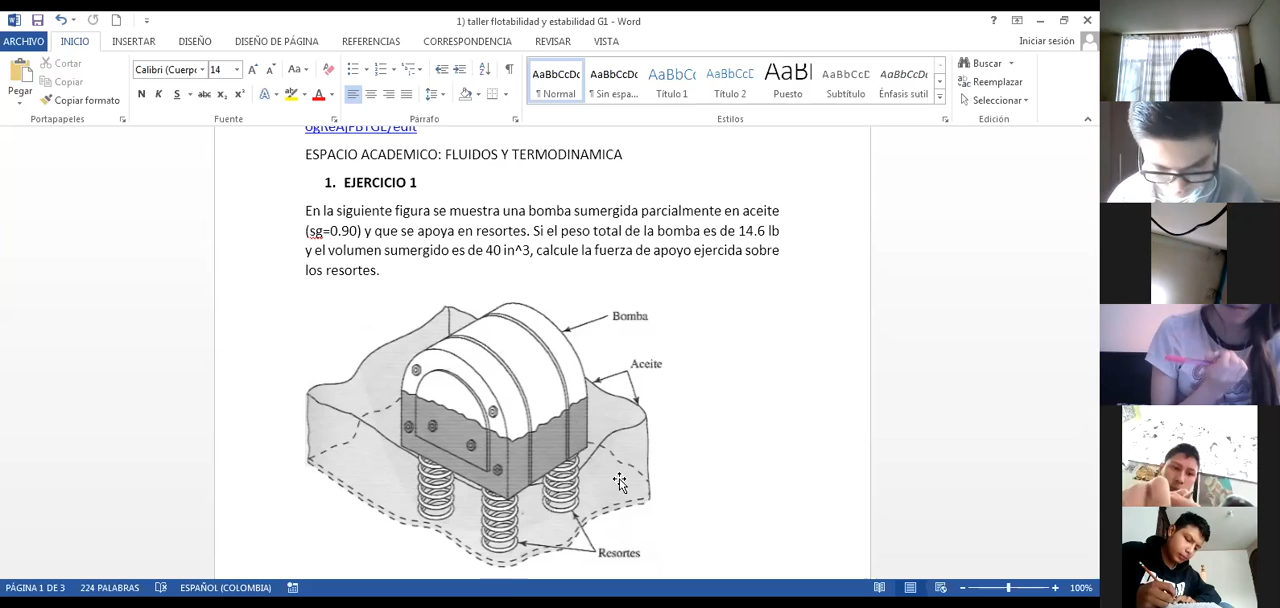 1) taller flotabilidad y estabilidad G1 - Word
ARCHIVO INICIO INSERTAR DISEÑO DISEÑO DE PÁGINA REFERENCIAS CORRESPONDENCIA REVISAR VISTA Iniciar sesión
Pegar
Cortar
Copiar
Copiar formato
Portapapeles
Calibri (Cuerpo 14
Aa
N K S abc x₂ x²
Fuente
Párrafo
AaBbCcDc AaBbCcDc AaBbCc AaBbCcE AaBl AaBbCcD AaBbCcDc
¶ Normal ¶ Sin espa... Título 1 Título 2 Puesto Subtítulo Énfasis sutil
Estilos
Buscar
Reemplazar
Seleccionar
Edición
ESPACIO ACADEMICO: FLUIDOS Y TERMODINAMICA
1. EJERCICIO 1
En la siguiente figura se muestra una bomba sumergida parcialmente en aceite
(sg=0.90) y que se apoya en resortes. Si el peso total de la bomba es de 14.6 lb
y el volumen sumergido es de 40 in^3, calcule la fuerza de apoyo ejercida sobre
los resortes.
Bomba
Aceite
Resortes
PÁGINA 1 DE 3 224 PALABRAS ESPAÑOL (COLOMBIA) 100%